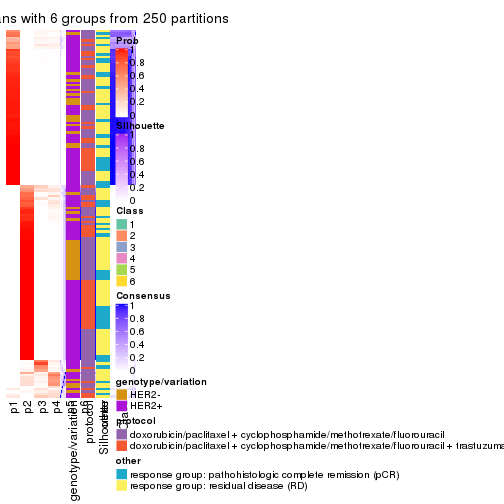 ns with 6 groups from 250 partitions
Prob
1
0.8
0.6
0.4
0.2
0
Silhouette
1
0.8
0.6
0.4
0.2
0
Class
1
2
3
4
5
6
Consensus
1
0.8
0.6
0.4
0.2
0
genotype/variation
HER2-
HER2+
protocol
doxorubicin/paclitaxel + cyclophosphamide/methotrexate/fluorouracil
doxorubicin/paclitaxel + cyclophosphamide/methotrexate/fluorouracil + trastuzuma
other
response group: pathohistologic complete remission (pCR)
response group: residual disease (RD)
p1
p2
p3
p4
genotype/variation
protocol
Silhouette